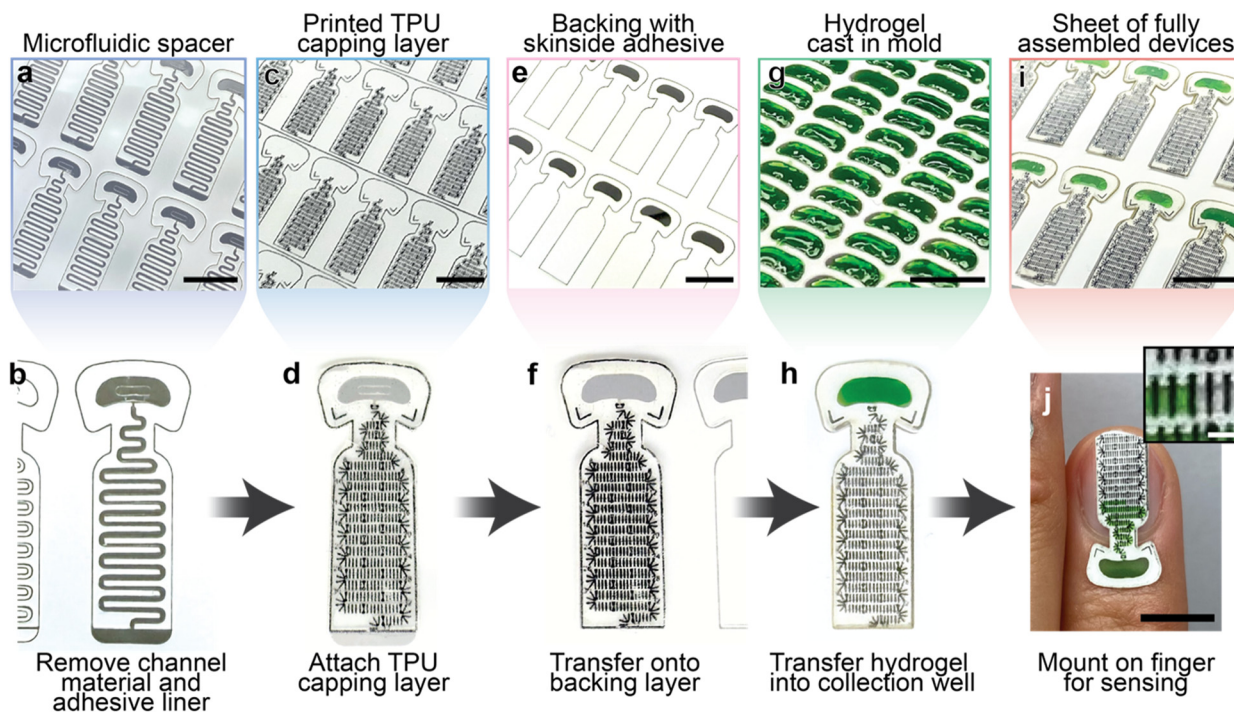 Microfluidic spacer
Printed TPU
capping layer
Backing with
skinside adhesive
Hydrogel
cast in mold
Sheet of fully
assembled devices
a
c
e
g
i
b
d
f
h
j
Remove channel
material and
adhesive liner
Attach TPU
capping layer
Transfer onto
backing layer
Transfer hydrogel
into collection well
Mount on finger
for sensing